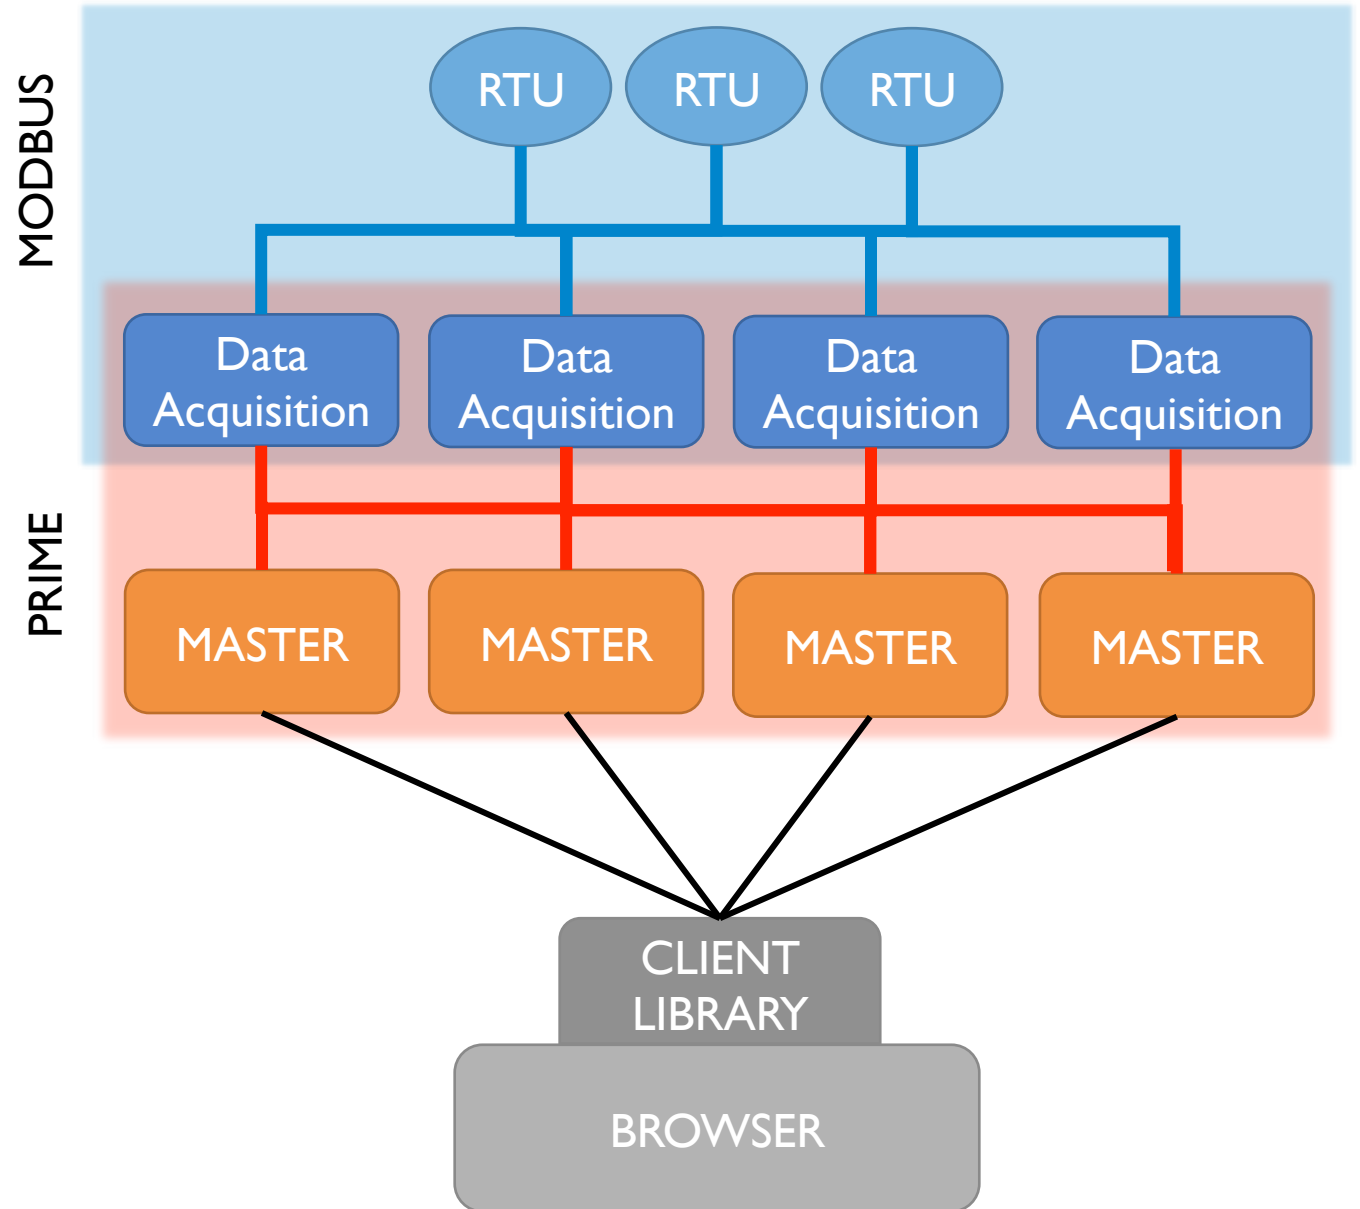 MODBUS
RTU
RTU
RTU
Data
Acquisition
Data
Acquisition
Data
Acquisition
Data
Acquisition
PRIME
MASTER
MASTER
MASTER
MASTER
CLIENT
LIBRARY
BROWSER